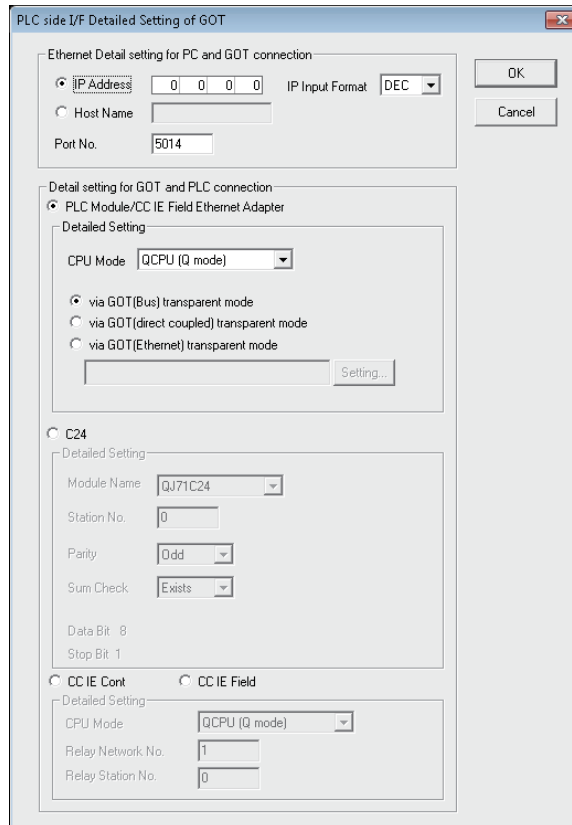 PLC side I/F Detailed Setting of GOT
Ethernet Detail setting for PC and GOT connection
IP Address 0 0 0 0 IP Input Format DEC
OK
Host Name
Cancel
Port No. 5014
Detail setting for GOT and PLC connection
PLC Module/CC IE Field Ethernet Adapter
Detailed Setting
CPU Mode QCPU (Q mode)
via GOT(Bus) transparent mode
via GOT(direct coupled) transparent mode
via GOT(Ethernet) transparent mode
Setting...
C24
Detailed Setting
Module Name QJ71C24
Station No. 0
Parity Odd
Sum Check Exists
Data Bit 8
Stop Bit 1
CC IE Cont CC IE Field
Detailed Setting
CPU Mode QCPU (Q mode)
Relay Network No. 1
Relay Station No. 0